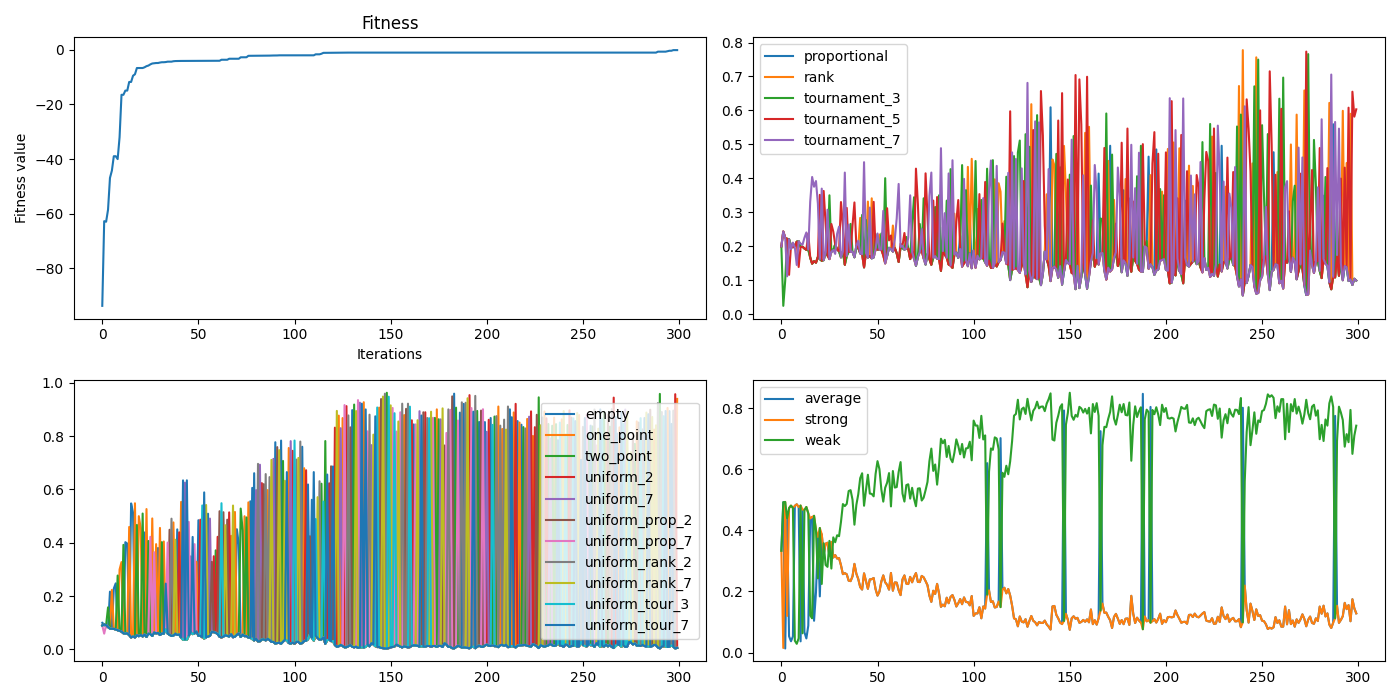 Fitness
Fitness value
0
−20
−40
−60
−80
0 50 100 150 200 250 300
Iterations
0.8
0.7
0.6
0.5
0.4
0.3
0.2
0.1
0.0
proportional
rank
tournament_3
tournament_5
tournament_7
0 50 100 150 200 250 300
1.0
0.8
0.6
0.4
0.2
0.0
empty
one_point
two_point
uniform_2
uniform_7
uniform_prop_2
uniform_prop_7
uniform_rank_2
uniform_rank_7
uniform_tour_3
uniform_tour_7
0 50 100 150 200 250 300
0.8
0.6
0.4
0.2
0.0
average
strong
weak
0 50 100 150 200 250 300